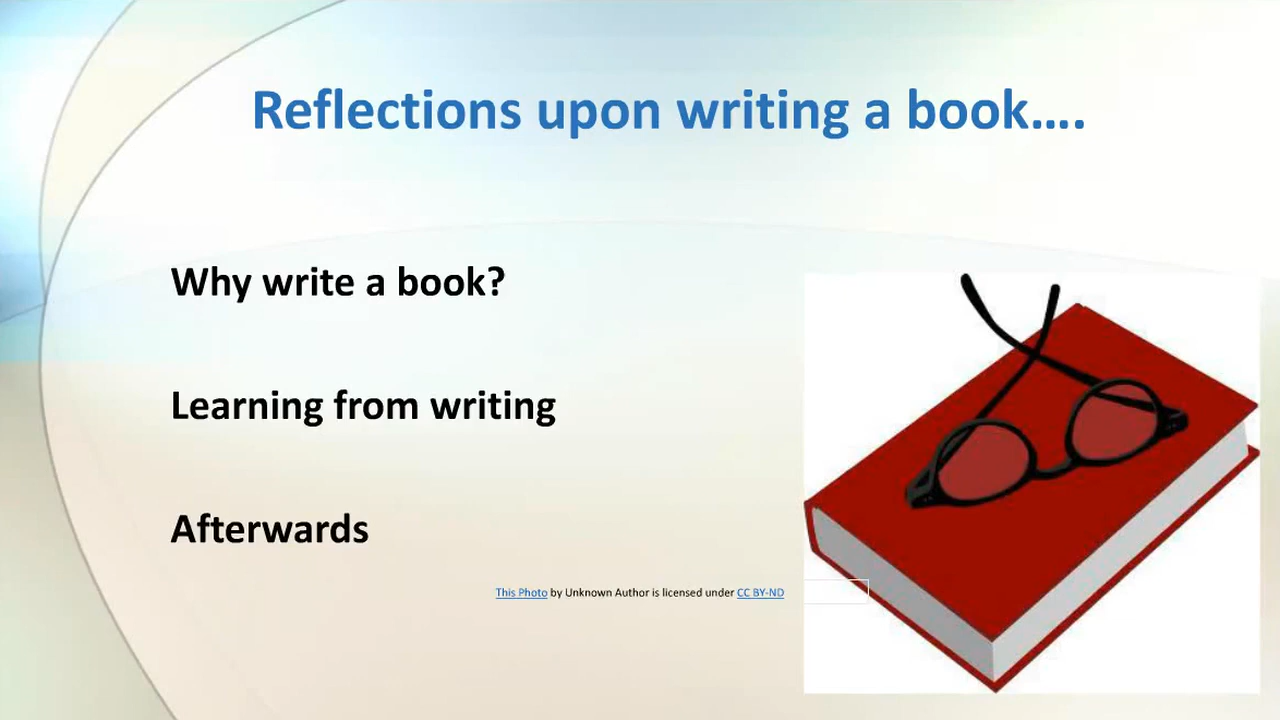 Reflections upon writing a book....
Why write a book?
Learning from writing
Afterwards
This Photo by Unknown Author is licensed under CC BY-ND